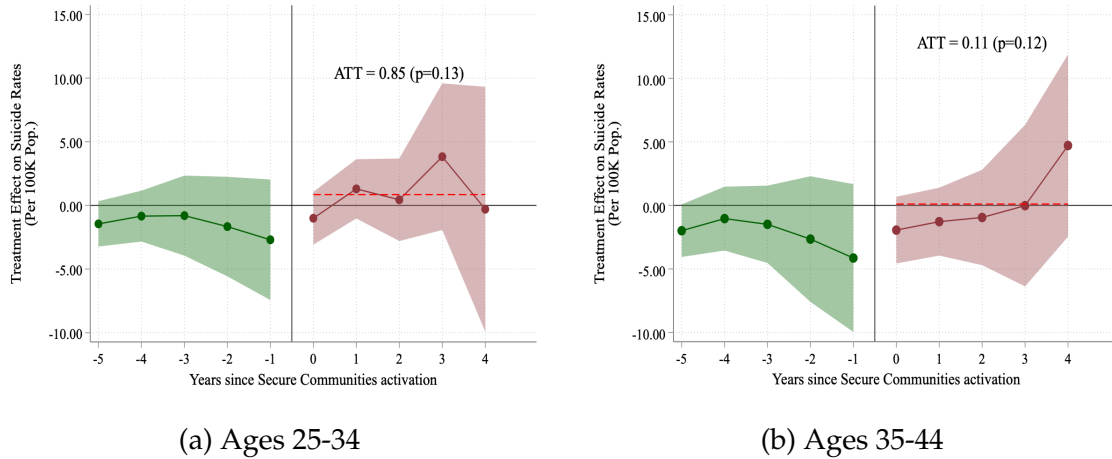 Treatment Effect on Suicide Rates
(Per 100K Pop.)
15.00
10.00
5.00
0.00
-5.00
-10.00
ATT = 0.85 (p=0.13)
-5 -4 -3 -2 -1 0 1 2 3 4
Years since Secure Communities activation
(a) Ages 25-34
Treatment Effect on Suicide Rates
(Per 100K Pop.)
15.00
10.00
5.00
0.00
-5.00
-10.00
ATT = 0.11 (p=0.12)
-5 -4 -3 -2 -1 0 1 2 3 4
Years since Secure Communities activation
(b) Ages 35-44